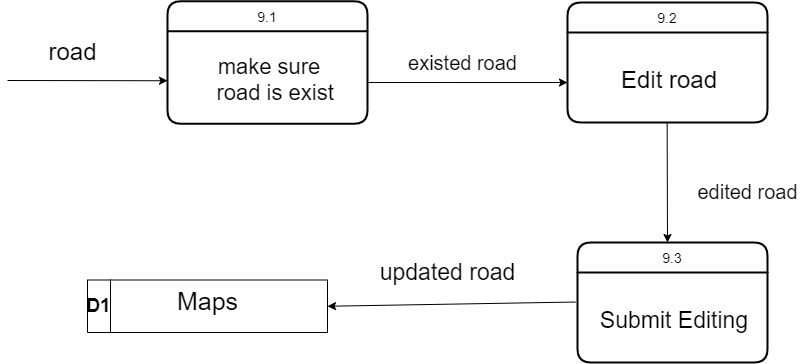 9.1
9.2
road
make sure
road is exist
existed road
Edit road
edited road
9.3
updated road
D1
Maps
Submit Editing